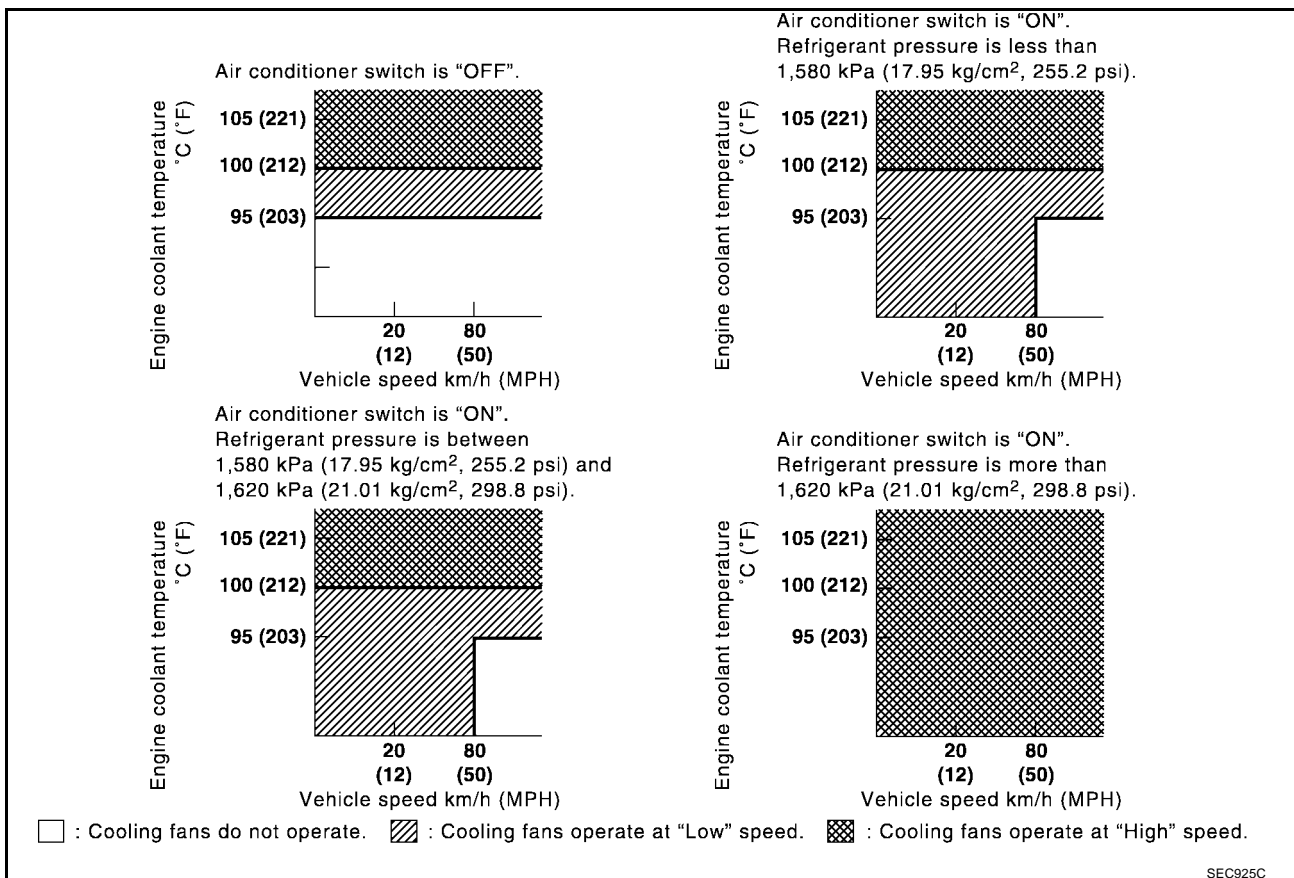 Air conditioner switch is “OFF”.
Engine coolant temperature
°C (°F)
105 (221)
100 (212)
95 (203)
20
(12)
80
(50)
Vehicle speed km/h (MPH)
Air conditioner switch is “ON”.
Refrigerant pressure is less than
1,580 kPa (17.95 kg/cm², 255.2 psi).
Engine coolant temperature
°C (°F)
105 (221)
100 (212)
95 (203)
20
(12)
80
(50)
Vehicle speed km/h (MPH)
Air conditioner switch is “ON”.
Refrigerant pressure is between
1,580 kPa (17.95 kg/cm², 255.2 psi) and
1,620 kPa (21.01 kg/cm², 298.8 psi).
Engine coolant temperature
°C (°F)
105 (221)
100 (212)
95 (203)
20
(12)
80
(50)
Vehicle speed km/h (MPH)
Air conditioner switch is “ON”.
Refrigerant pressure is more than
1,620 kPa (21.01 kg/cm², 298.8 psi).
Engine coolant temperature
°C (°F)
105 (221)
100 (212)
95 (203)
20
(12)
80
(50)
Vehicle speed km/h (MPH)
: Cooling fans do not operate. : Cooling fans operate at “Low” speed. : Cooling fans operate at “High” speed.
SEC925C